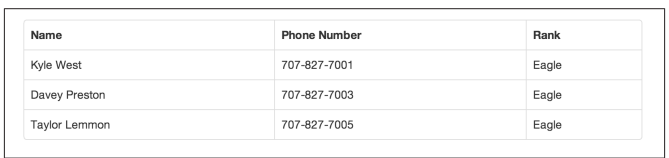 Name Phone Number Rank
Kyle West 707-827-7001 Eagle
Davey Preston 707-827-7003 Eagle
Taylor Lemmon 707-827-7005 Eagle